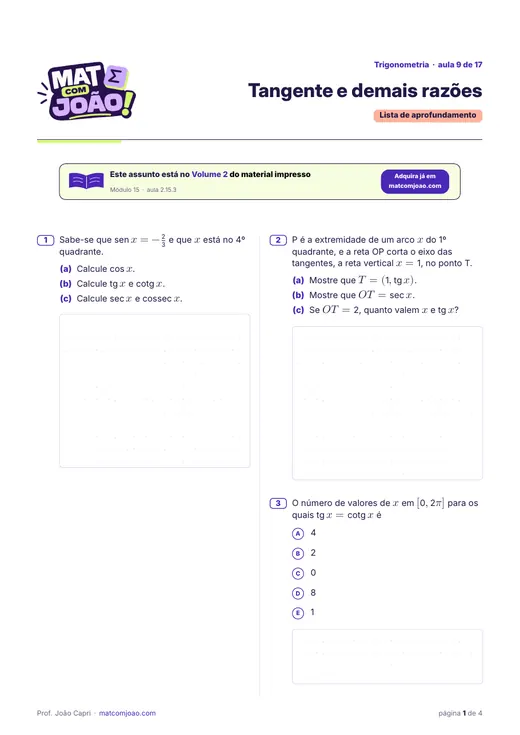 MAT Σ
COM
JOÃO!
Trigonometria · aula 9 de 17
Tangente e demais razões
Lista de aprofundamento
Este assunto está no Volume 2 do material impresso
Módulo 15 · aula 2.15.3
Adquira já em
matcomjoao.com
1 Sabe-se que sen x = −2/3 e que x está no 4º
quadrante.
(a) Calcule cos x.
(b) Calcule tg x e cotg x.
(c) Calcule sec x e cossec x.
2 P é a extremidade de um arco x do 1º
quadrante, e a reta OP corta o eixo das
tangentes, a reta vertical x = 1, no ponto T.
(a) Mostre que T = (1, tg x).
(b) Mostre que OT = sec x.
(c) Se OT = 2, quanto valem x e tg x?
3 O número de valores de x em [0, 2π] para os
quais tg x = cotg x é
A 4
B 2
C 0
D 8
E 1
Prof. João Capri · matcomjoao.com
página 1 de 4